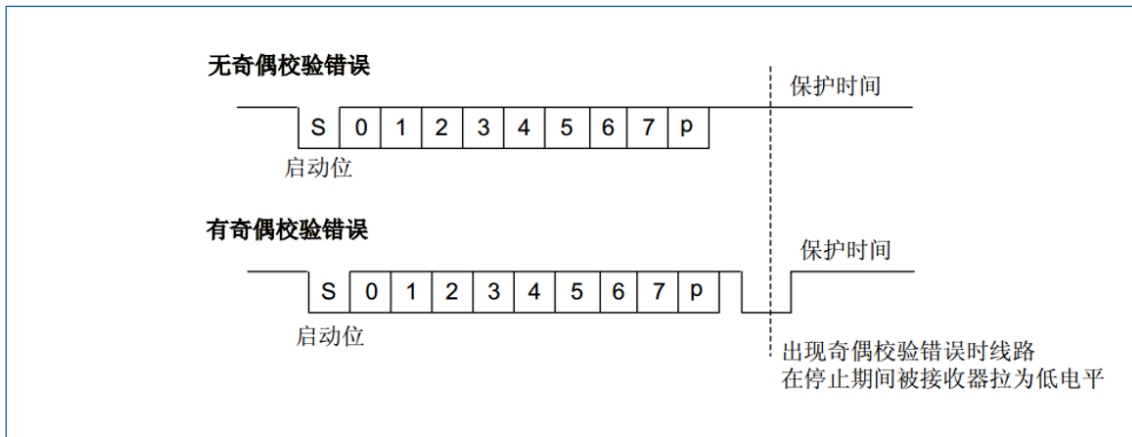 无奇偶校验错误
保护时间
S 0 1 2 3 4 5 6 7 p
启动位
有奇偶校验错误
保护时间
S 0 1 2 3 4 5 6 7 p
启动位
出现奇偶校验错误时线路
在停止期间被接收器拉为低电平